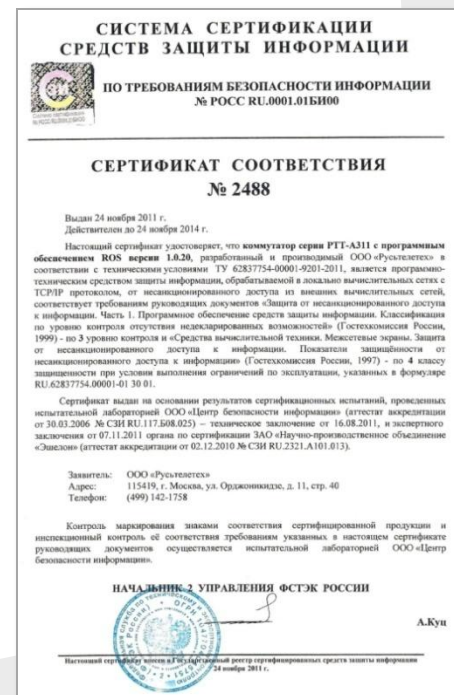 СИСТЕМА СЕРТИФИКАЦИИ
СРЕДСТВ ЗАЩИТЫ ИНФОРМАЦИИ
ПО ТРЕБОВАНИЯМ БЕЗОПАСНОСТИ ИНФОРМАЦИИ
№ РОСС RU.0001.01БИ00
СЕРТИФИКАТ СООТВЕТСТВИЯ
№ 2488
Выдан 24 ноября 2011 г.
Действителен до 24 ноября 2014 г.
Настоящий сертификат удостоверяет, что коммутатор серии РТТ-А311 с программным
обеспечением ROS версии 1.0.20, разработанный и производимый ООО «Русьтелетех» в
соответствии с техническими условиями ТУ 62837754-00001-9201-2011, является программно-
техническим средством защиты информации, обрабатываемой в локально вычислительных сетях с
TCP/IP протоколом, от несанкционированного доступа из внешних вычислительных сетей,
соответствует требованиям руководящих документов «Защита от несанкционированного доступа
к информации. Часть 1. Программное обеспечение средств защиты информации. Классификация
по уровню контроля отсутствия недекларированных возможностей» (Гостехкомиссия России,
1999) - по 3 уровню контроля и «Средства вычислительной техники. Межсетевые экраны. Защита
от несанкционированного доступа к информации. Показатели защищённости от
несанкционированного доступа к информации» (Гостехкомиссия России, 1997) - по 4 классу
защищенности при условии выполнения ограничений по эксплуатации, указанных в формуляре
RU.62837754.00001-01 30 01.
Сертификат выдан на основании результатов сертификационных испытаний, проведенных
испытательной лабораторией ООО «Центр безопасности информации» (аттестат аккредитации
от 30.03.2006 № СЗИ RU.117.Б08.025) – техническое заключение от 16.08.2011, и экспертного
заключения от 07.11.2011 органа по сертификации ЗАО «Научно-производственное объединение
«Эшелон» (аттестат аккредитации от 02.12.2010 № СЗИ RU.2321.А101.013).
Заявитель: ООО «Русьтелетех»
Адрес: 115419, г. Москва, ул. Орджоникидзе, д. 11, стр. 40
Телефон: (499) 142-1758
Контроль маркирования знаками соответствия сертифицированной продукции и
инспекционный контроль её соответствия требованиям указанных в настоящем сертификате
руководящих документов осуществляется испытательной лабораторией ООО «Центр
безопасности информации».
НАЧАЛЬНИК 2 УПРАВЛЕНИЯ ФСТЭК РОССИИ
А.Куц
Настоящий сертификат внесен в Государственный реестр сертифицированных средств защиты информации
24 ноября 2011 г.